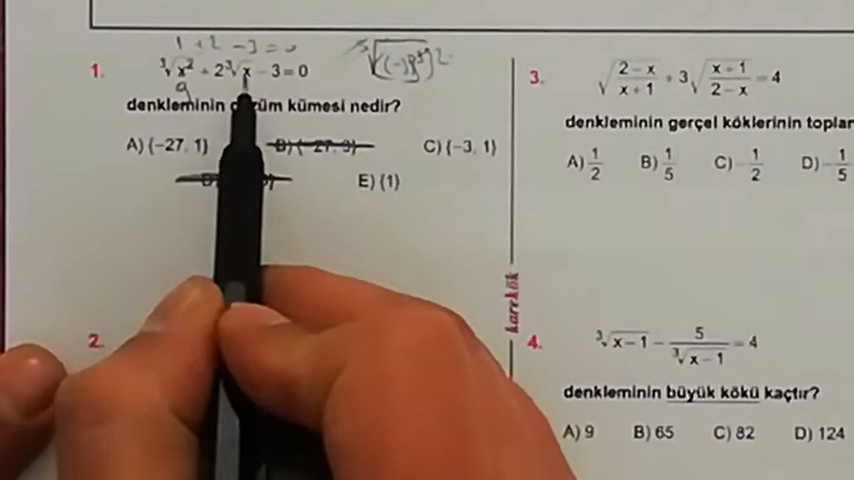 1 + 2 - 3 = 0
1. ∛x² + 2∛x - 3 = 0
9
denkleminin kümesi nedir?
A) {-27, 1} B) {-27, 3} C) {-3, 1}
E) {1}
2.
3. √((2-x)/(x+1)) + 3√((x+1)/(2-x)) = 4
denkleminin gerçel köklerinin toplar
A) 1/2 B) 1/5 C) -1/2 D) -1/5
karekök
4. ∛(x-1) - 5/∛(x-1) = 4
denkleminin büyük kökü kaçtır?
A) 9 B) 65 C) 82 D) 124